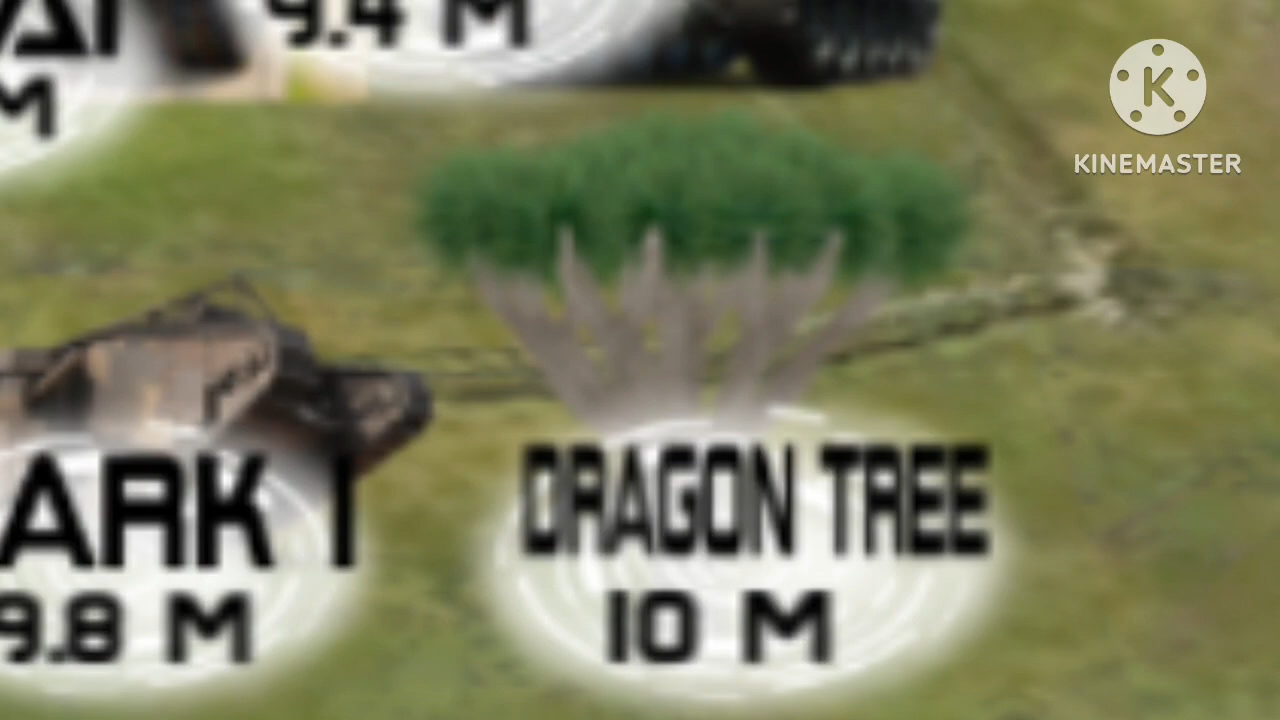 9.4 M
M
K
KINEMASTER
DRAGON TREE
10 M
ARK I
9.8 M